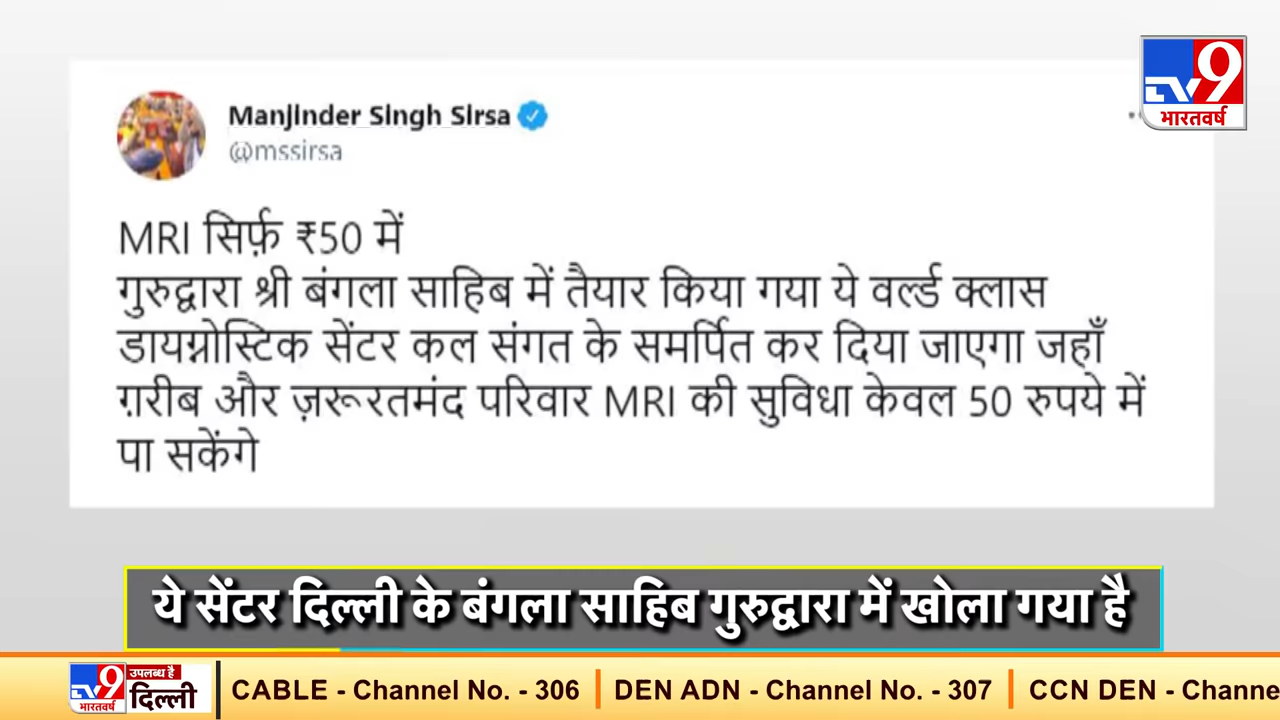 TV9
भारतवर्ष
Manjinder Singh Sirsa
@mssirsa
MRI सिर्फ़ ₹50 में
गुरुद्वारा श्री बंगला साहिब में तैयार किया गया ये वर्ल्ड क्लास
डायग्नोस्टिक सेंटर कल संगत के समर्पित कर दिया जाएगा जहाँ
ग़रीब और ज़रूरतमंद परिवार MRI की सुविधा केवल 50 रुपये में
पा सकेंगे
ये सेंटर दिल्ली के बंगला साहिब गुरुद्वारा में खोला गया है
TV9 भारतवर्ष
उपलब्ध है
दिल्ली
CABLE - Channel No. - 306 | DEN ADN - Channel No. - 307 | CCN DEN - Channe